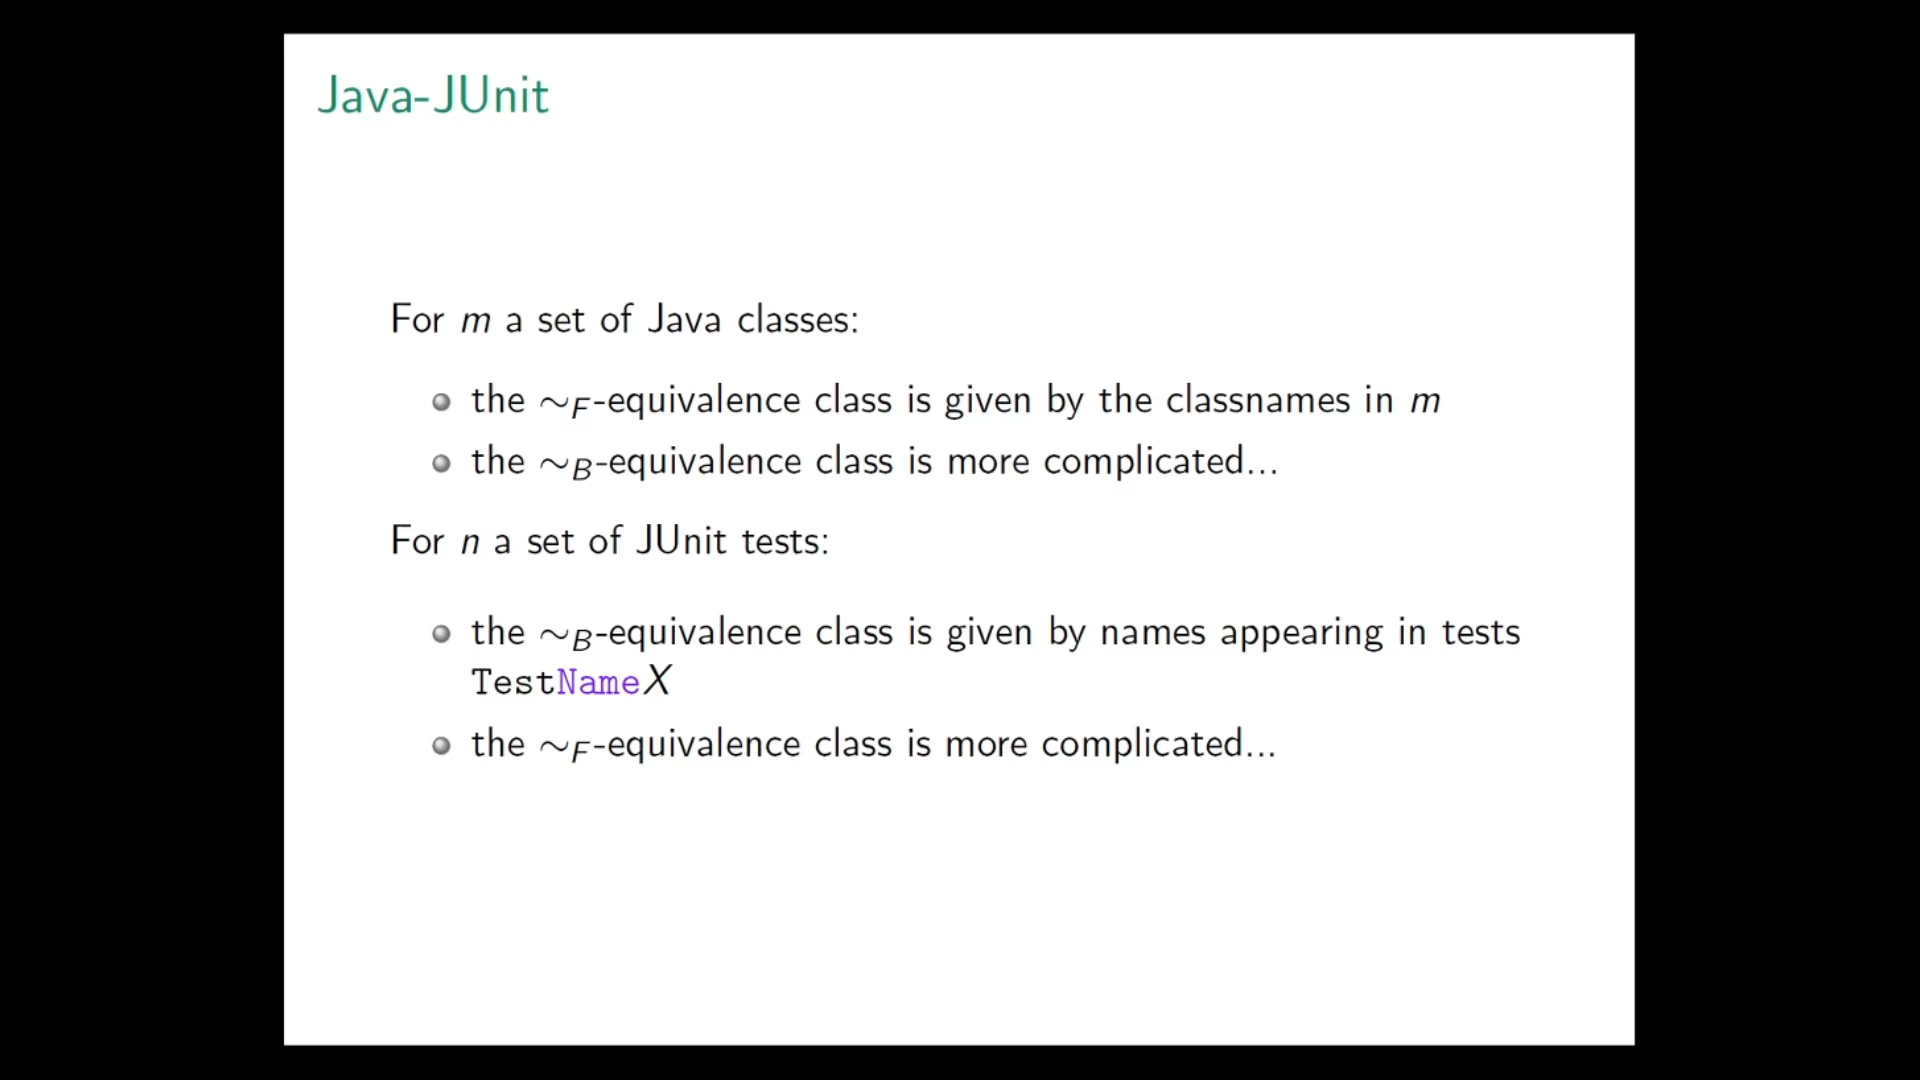 Java-JUnit
For m a set of Java classes:
the ∼F-equivalence class is given by the classnames in m
the ∼B-equivalence class is more complicated...
For n a set of JUnit tests:
the ∼B-equivalence class is given by names appearing in tests
TestNameX
the ∼F-equivalence class is more complicated...